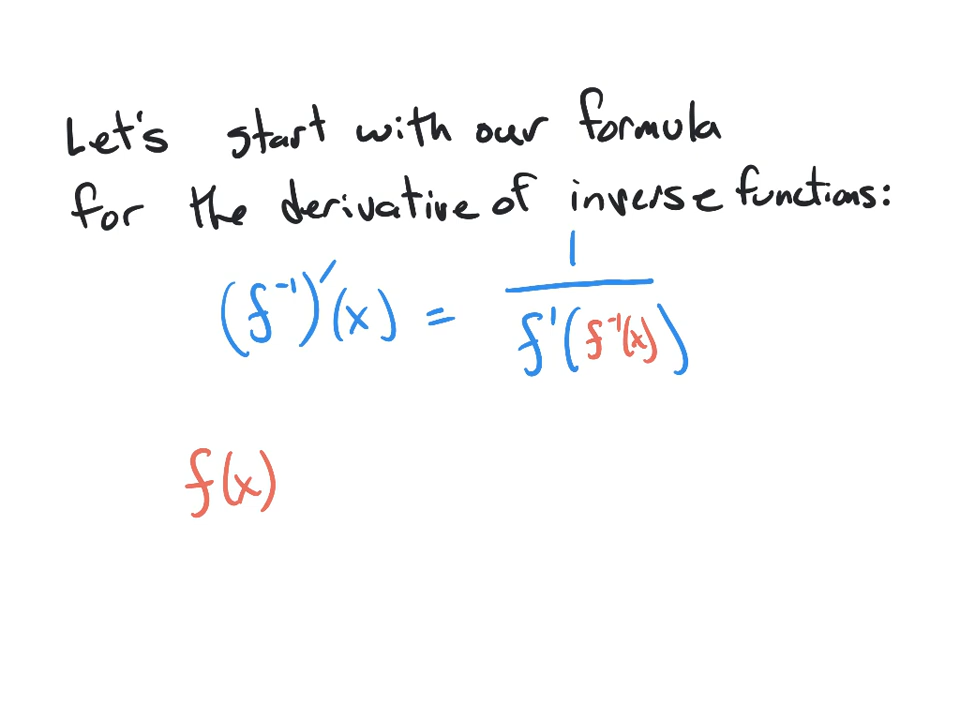 Let's start with our formula
for the derivative of inverse functions:
(f⁻¹)′(x) = 1 / f′(f⁻¹(x))
f(x)